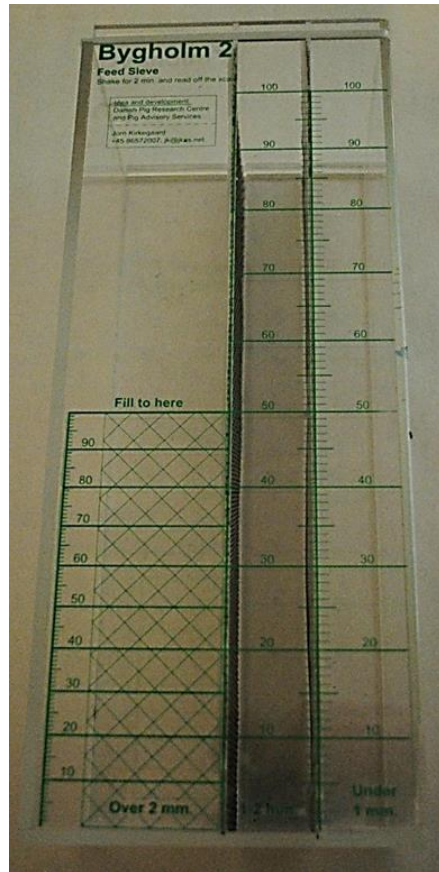 Bygholm 2
Feed Sieve
Shake for 2 min. and read off the scale
Idea and development:
Danish Pig Research Centre
and Pig Advisory Services
Jorn Kirkegaard
100 100
90 90
80 80
70 70
60 60
Fill to here
50 50
90
80
40 40
70
60
30 30
50
40
20 20
30
20
10 10
10
Over 2 mm.
Under
1 mm.